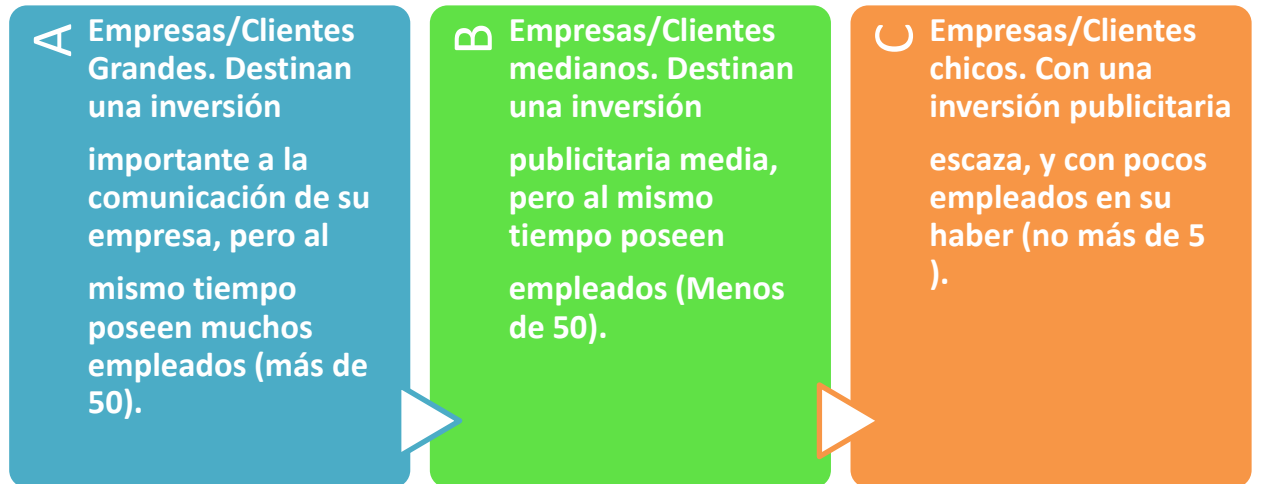 A
Empresas/Clientes
Grandes. Destinan
una inversión
importante a la
comunicación de su
empresa, pero al
mismo tiempo
poseen muchos
empleados (más de
50).
B
Empresas/Clientes
medianos. Destinan
una inversión
publicitaria media,
pero al mismo
tiempo poseen
empleados (Menos
de 50).
C
Empresas/Clientes
chicos. Con una
inversión publicitaria
escaza, y con pocos
empleados en su
haber (no más de 5
).